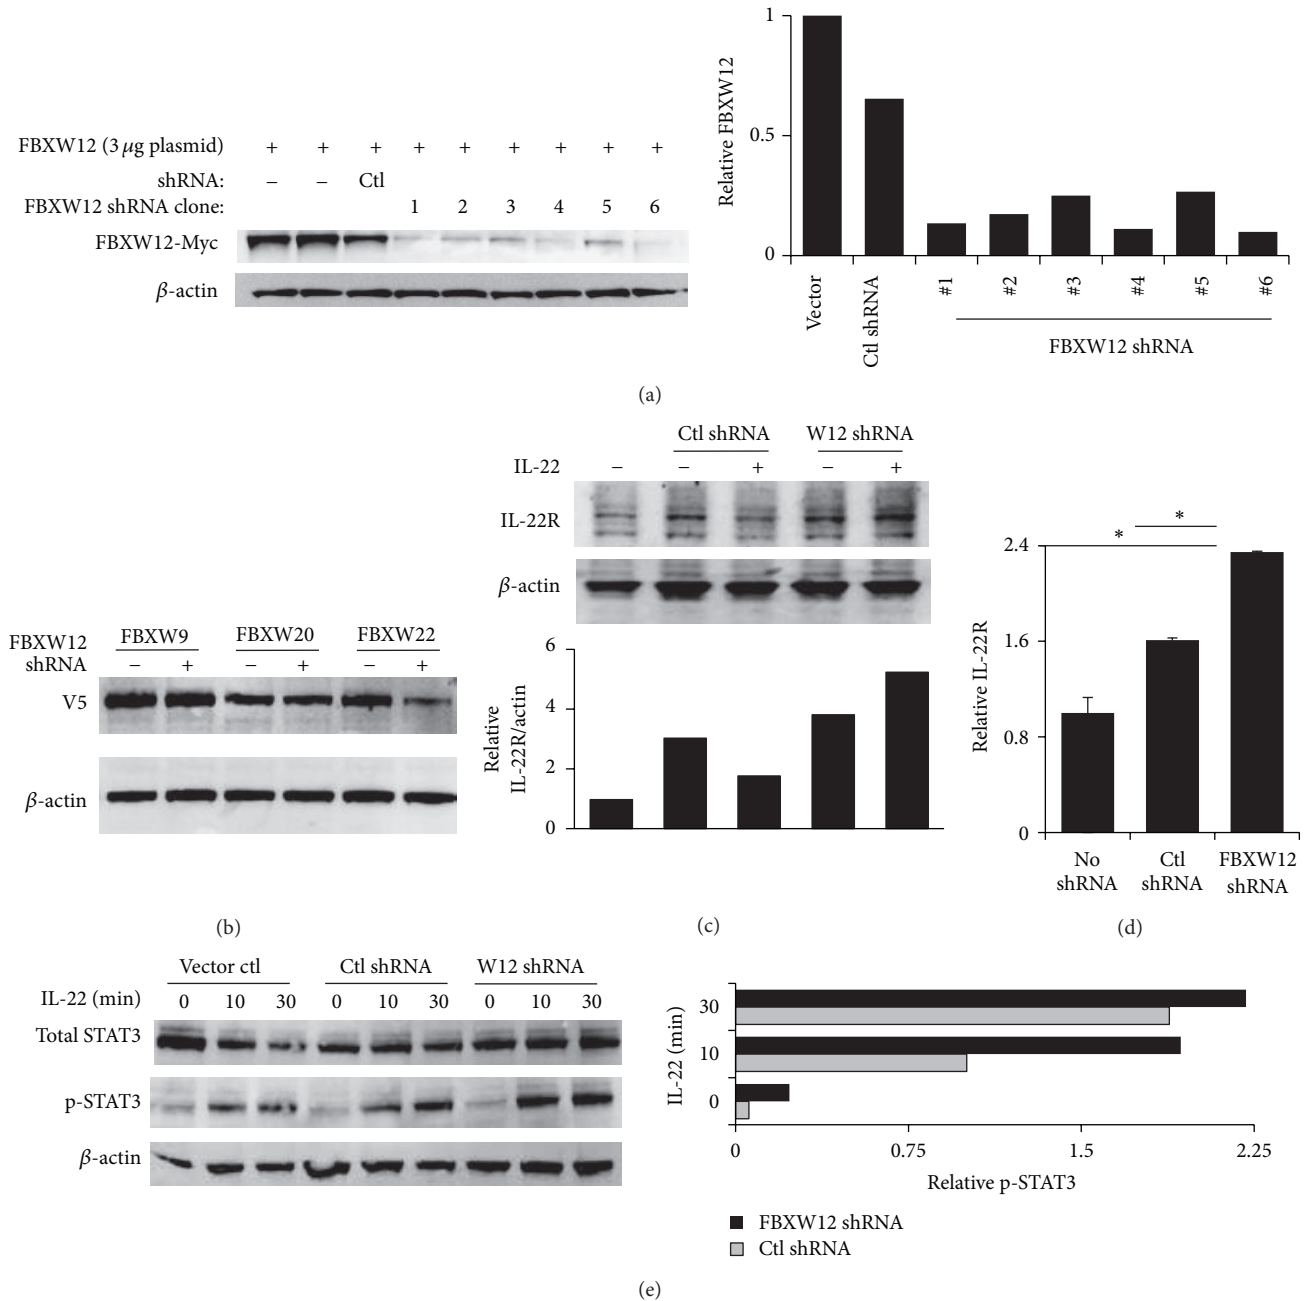 FBXW12 (3 μg plasmid) + + + + + + + + +
shRNA: − − Ctl
FBXW12 shRNA clone: 1 2 3 4 5 6
FBXW12-Myc
β-actin
Relative FBXW12
1
0.5
0
Vector
Ctl shRNA
#1
#2
#3
#4
#5
#6
FBXW12 shRNA
(a)
FBXW12 shRNA
FBXW9 FBXW20 FBXW22
− + − + − +
V5
β-actin
(b)
Ctl shRNA W12 shRNA
IL-22 − − + − +
IL-22R
β-actin
Relative
IL-22R/actin
6
4
2
0
(c)
* *
Relative IL-22R
2.4
1.6
0.8
0
No shRNA
Ctl shRNA
FBXW12 shRNA
(d)
Vector ctl Ctl shRNA W12 shRNA
IL-22 (min) 0 10 30 0 10 30 0 10 30
Total STAT3
p-STAT3
β-actin
IL-22 (min)
30
10
0
0 0.75 1.5 2.25
Relative p-STAT3
FBXW12 shRNA
Ctl shRNA
(e)